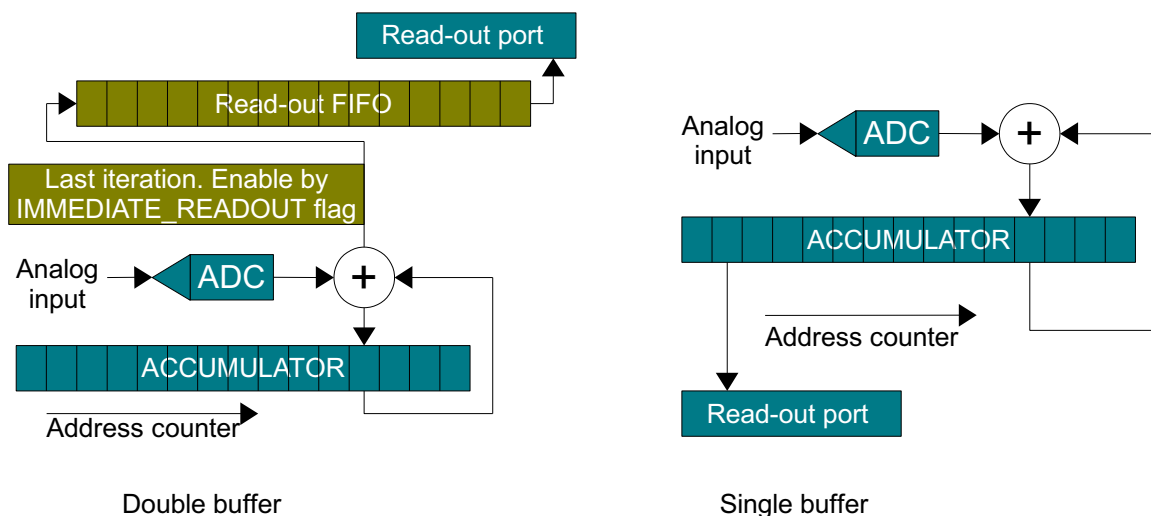 Read-out port
Read-out FIFO
Last iteration. Enable by
IMMEDIATE_READOUT flag
Analog
input
ADC
+
ACCUMULATOR
Address counter
Double buffer
Analog
input
ADC
+
ACCUMULATOR
Address counter
Read-out port
Single buffer